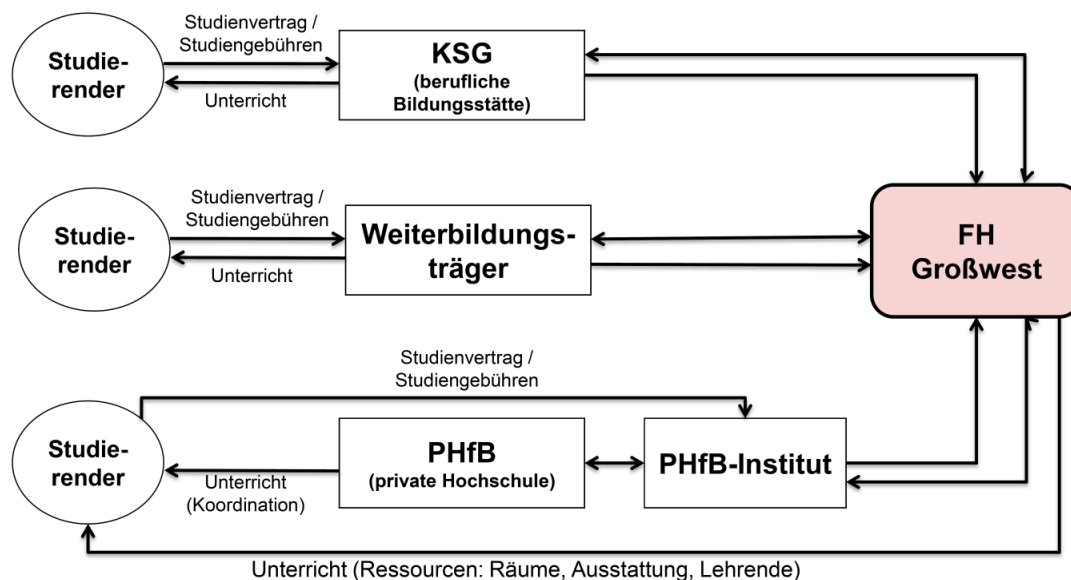 Studienvertrag /
Studiengebühren
Studie-
render
Unterricht
KSG
(berufliche
Bildungsstätte)
Studienvertrag /
Studiengebühren
Studie-
render
Unterricht
Weiterbildungs-
träger
FH
Großwest
Studienvertrag /
Studiengebühren
Studie-
render
Unterricht
(Koordination)
PHfB
(private Hochschule)
PHfB-Institut
Unterricht (Ressourcen: Räume, Ausstattung, Lehrende)